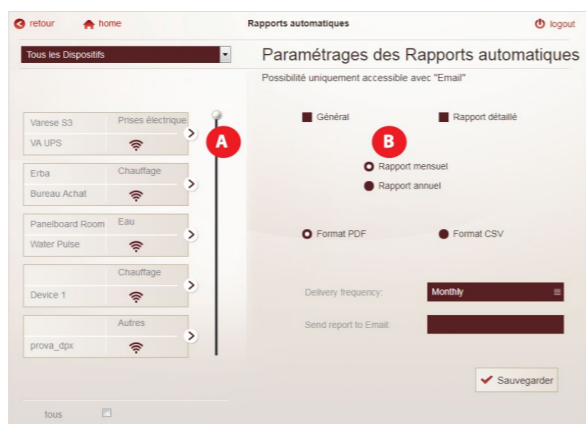 retour
home
Rapports automatiques
logout
Tous les Dispositifs
Paramétrages des Rapports automatiques
Possibilité uniquement accessible avec "Email"
Varese S3 Prises électrique
VA UPS
A
Général
Rapport détaillé
B
Erba Chauffage
Bureau Achat
Rapport mensuel
Rapport annuel
Panelboard Room Eau
Water Pulse
Format PDF
Format CSV
Chauffage
Device 1
Delivery frequency: Monthly
Autres
prova_dpx
Send report to Email:
Sauvegarder
tous